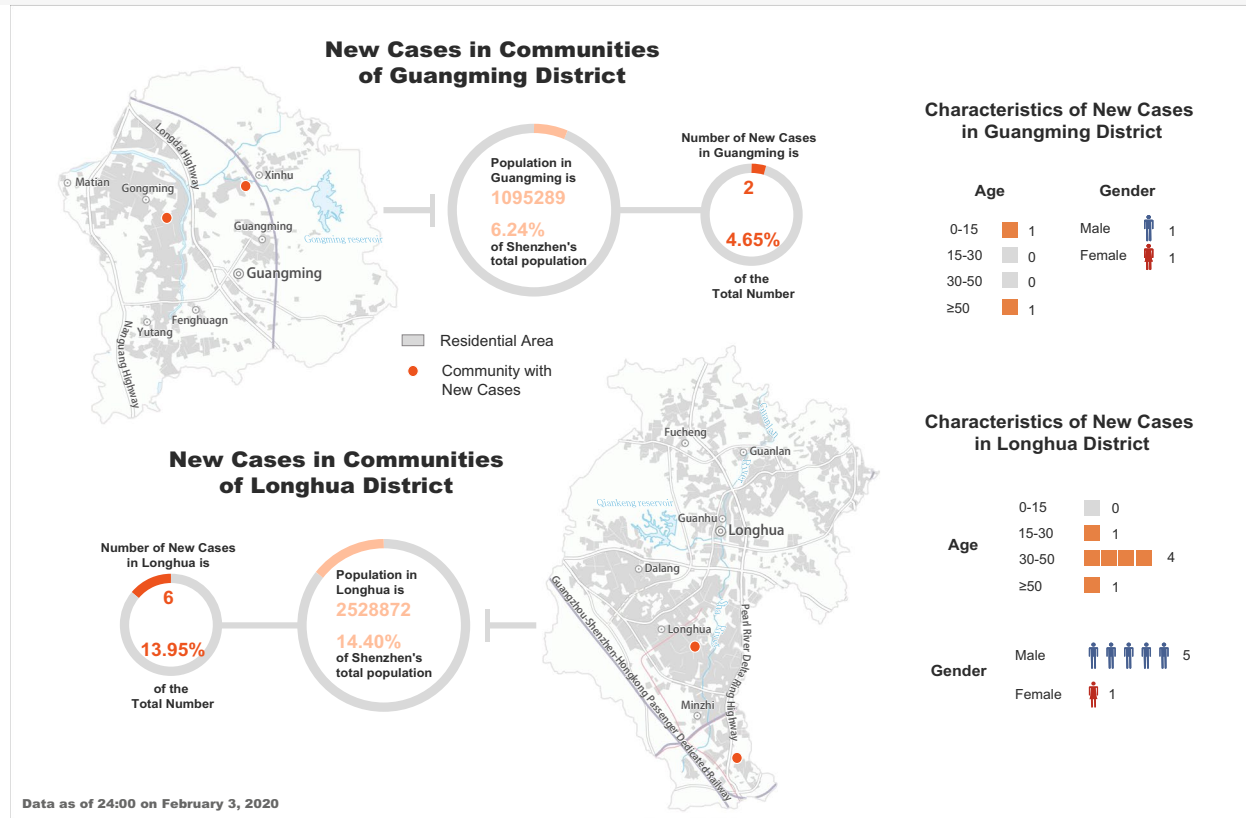 New Cases in Communities
of Guangming District
Longda Highway
Xinhu
Matian
Gongming
Guangming
Gongming reservoir
Guangming
Fenghuagn
Yutang
Nanguang Highway
Population in
Guangming is
1095289
6.24%
of Shenzhen's
total population
Number of New Cases
in Guangming is
2
4.65%
of the
Total Number
Characteristics of New Cases
in Guangming District
Age
Gender
0-15 1
15-30 0
30-50 0
≥50 1
Male 1
Female 1
Residential Area
Community with
New Cases
New Cases in Communities
of Longhua District
Number of New Cases
in Longhua is
6
13.95%
of the
Total Number
Population in
Longhua is
2528872
14.40%
of Shenzhen's
total population
Fucheng
Guanlan
Qiankeng reservoir
Guanhu
Longhua
Dalang
Longhua
Minzhi
Guangzhou-Shenzhen-Hongkong Passenger Dedicated Railway
Pearl River Delta Ring Highway
Characteristics of New Cases
in Longhua District
Age
0-15 0
15-30 1
30-50 4
≥50 1
Gender
Male 5
Female 1
Data as of 24:00 on February 3, 2020